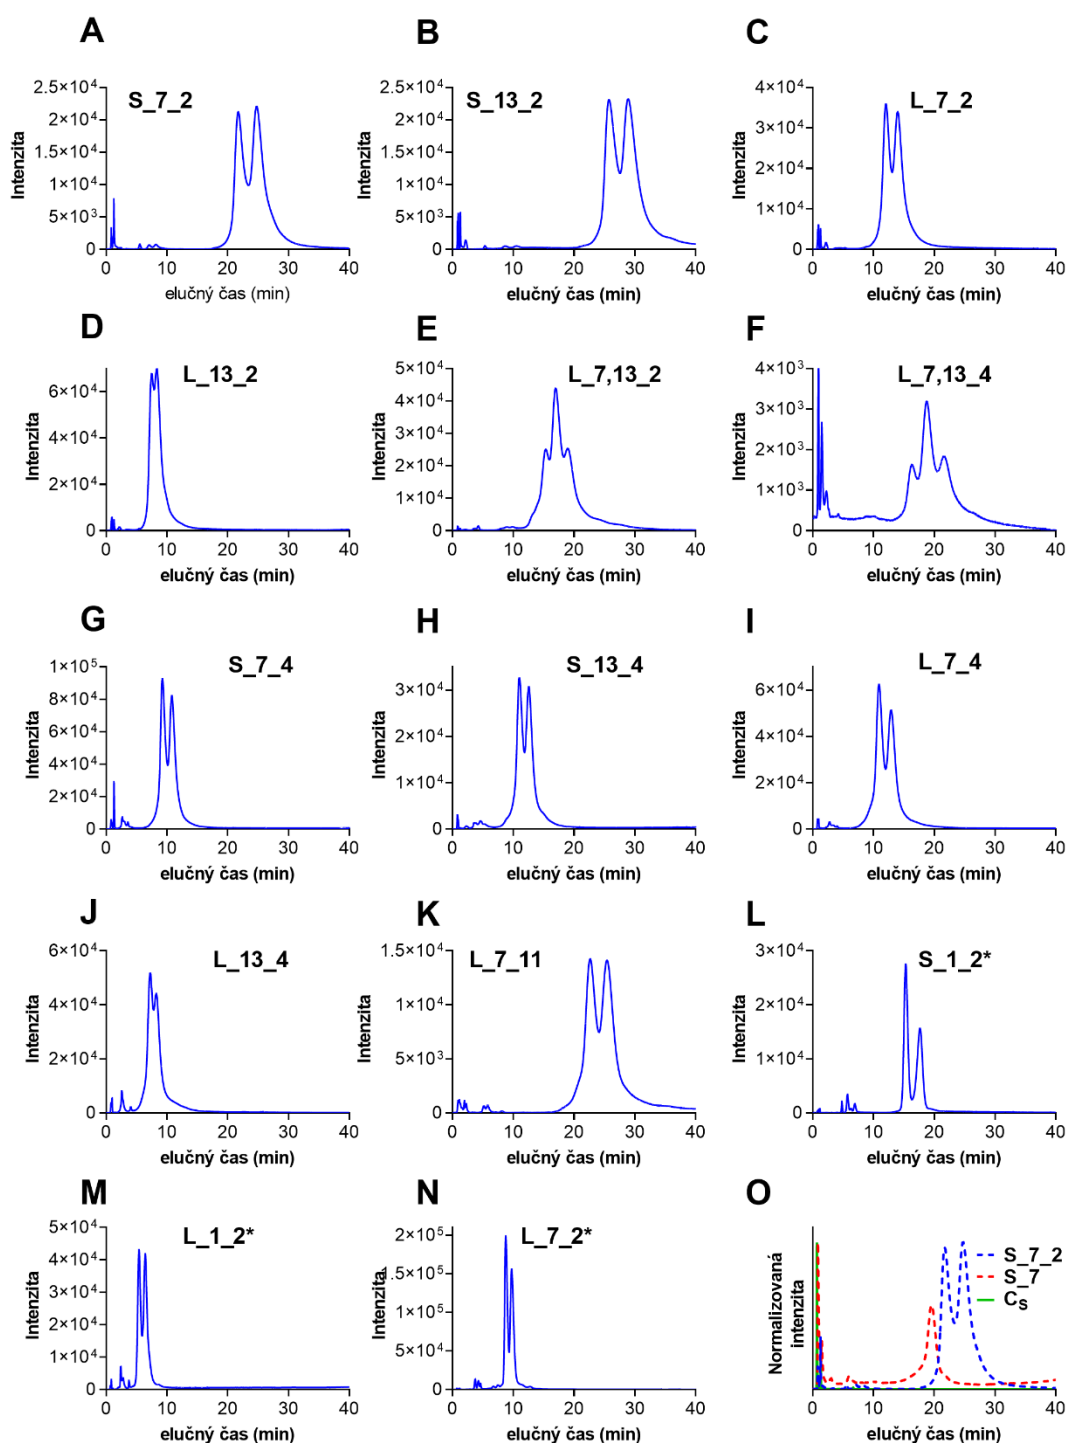 A
B
C
Intenzita
2.5×10⁴
2×10⁴
1.5×10⁴
1×10⁴
5×10³
0
S_7_2
0 10 20 30 40
elučný čas (min)
Intenzita
2.5×10⁴
2×10⁴
1.5×10⁴
1×10⁴
5×10³
0
S_13_2
0 10 20 30 40
elučný čas (min)
Intenzita
4×10⁴
3×10⁴
2×10⁴
1×10⁴
0
L_7_2
0 10 20 30 40
elučný čas (min)
D
E
F
Intenzita
6×10⁴
4×10⁴
2×10⁴
0
L_13_2
0 10 20 30 40
elučný čas (min)
Intenzita
5×10⁴
4×10⁴
3×10⁴
2×10⁴
1×10⁴
0
L_7,13_2
0 10 20 30 40
elučný čas (min)
Intenzita
4×10³
3×10³
2×10³
1×10³
0
L_7,13_4
0 10 20 30 40
elučný čas (min)
G
H
I
Intenzita
1×10⁵
8×10⁴
6×10⁴
4×10⁴
2×10⁴
0
S_7_4
0 10 20 30 40
elučný čas (min)
Intenzita
3×10⁴
2×10⁴
1×10⁴
0
S_13_4
0 10 20 30 40
elučný čas (min)
Intenzita
6×10⁴
4×10⁴
2×10⁴
0
L_7_4
0 10 20 30 40
elučný čas (min)
J
K
L
Intenzita
6×10⁴
4×10⁴
2×10⁴
0
L_13_4
0 10 20 30 40
elučný čas (min)
Intenzita
1.5×10⁴
1×10⁴
5×10³
0
L_7_11
0 10 20 30 40
elučný čas (min)
Intenzita
3×10⁴
2×10⁴
1×10⁴
0
S_1_2*
0 10 20 30 40
elučný čas (min)
M
N
O
Intenzita
5×10⁴
4×10⁴
3×10⁴
2×10⁴
1×10⁴
0
L_1_2*
0 10 20 30 40
elučný čas (min)
Intenzita
2×10⁵
1.5×10⁵
1×10⁵
5×10⁴
0
L_7_2*
0 10 20 30 40
elučný čas (min)
Normalizovaná
intenzita
S_7_2
S_7
Cₛ
0 10 20 30 40
elučný čas (min)